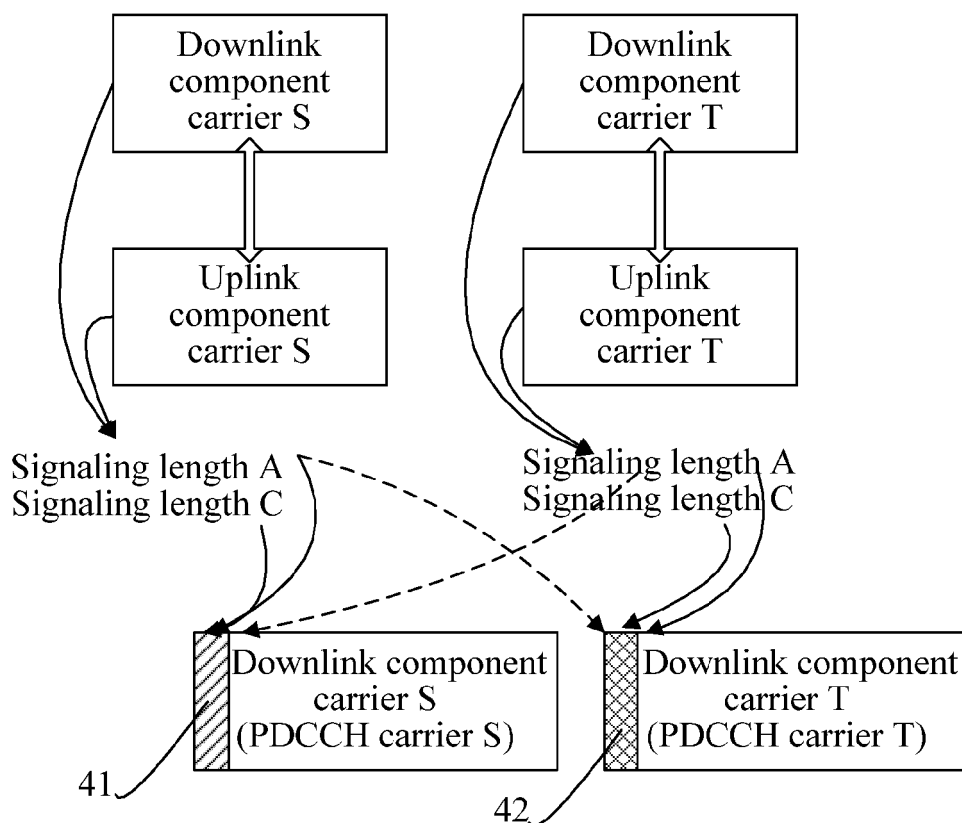 Downlink
component
carrier S
Downlink
component
carrier T
Uplink
component
carrier S
Uplink
component
carrier T
Signaling length A
Signaling length C
Signaling length A
Signaling length C
Downlink component
carrier S
(PDCCH carrier S)
Downlink component
carrier T
(PDCCH carrier T)
41
42